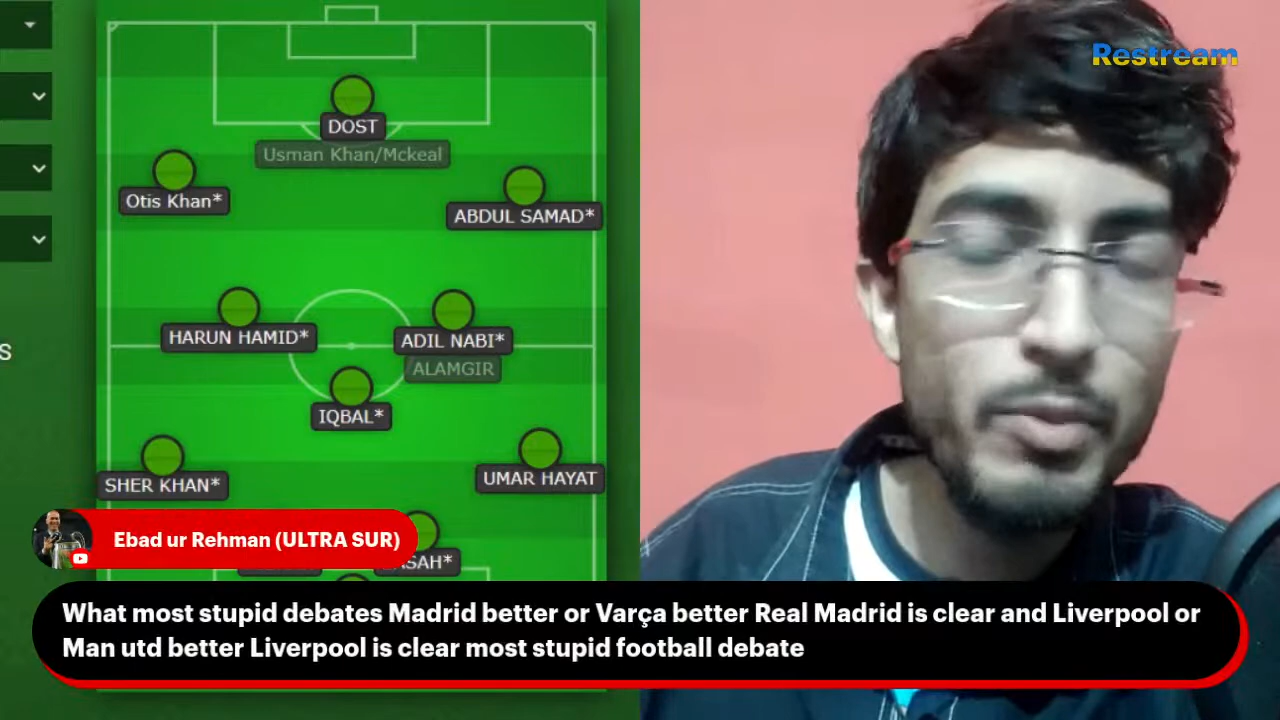 Restream
DOST
Usman Khan/Mckeal
Otis Khan*
ABDUL SAMAD*
HARUN HAMID*
ADIL NABI*
ALAMGIR
S
IQBAL*
SHER KHAN*
UMAR HAYAT
Ebad ur Rehman (ULTRA SUR)
What most stupid debates Madrid better or Varça better Real Madrid is clear and Liverpool or
Man utd better Liverpool is clear most stupid football debate